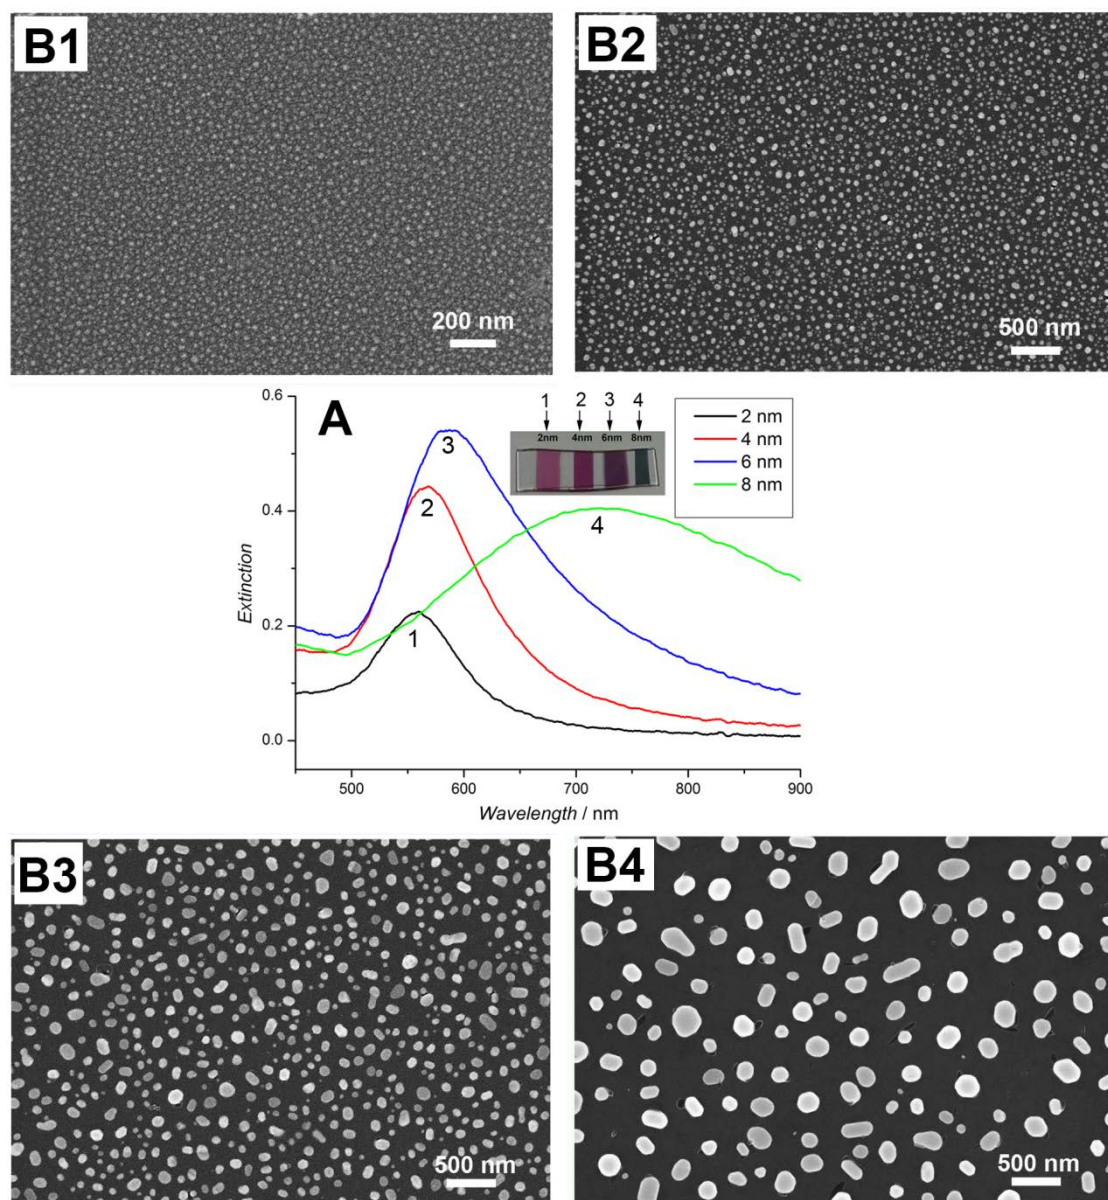 B1
200 nm
B2
500 nm
A
1 2 3 4
2nm 4nm 6nm 8nm
2 nm
4 nm
6 nm
8 nm
0.6
0.4
0.2
0.0
Extinction
3
2
4
1
500 600 700 800 900
Wavelength / nm
B3
500 nm
B4
500 nm